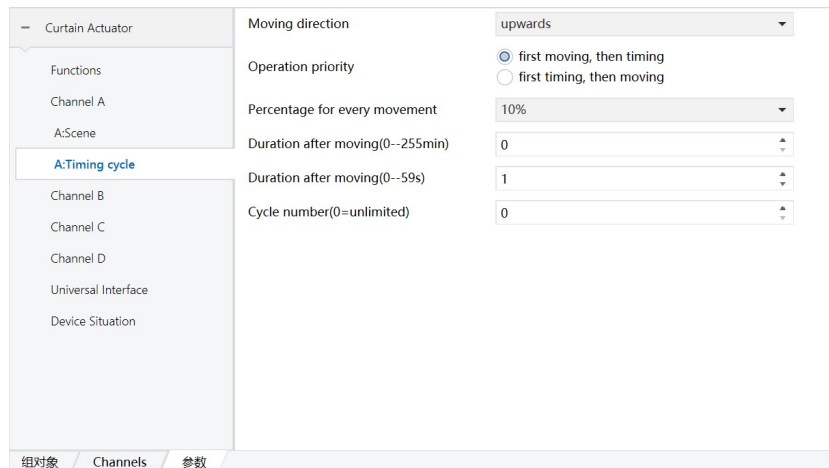 Curtain Actuator
Functions
Channel A
A:Scene
A:Timing cycle
Channel B
Channel C
Channel D
Universal Interface
Device Situation
Moving direction
upwards
Operation priority
first moving, then timing
first timing, then moving
Percentage for every movement
10%
Duration after moving(0--255min)
0
Duration after moving(0--59s)
1
Cycle number(0=unlimited)
0
组对象
Channels
参数